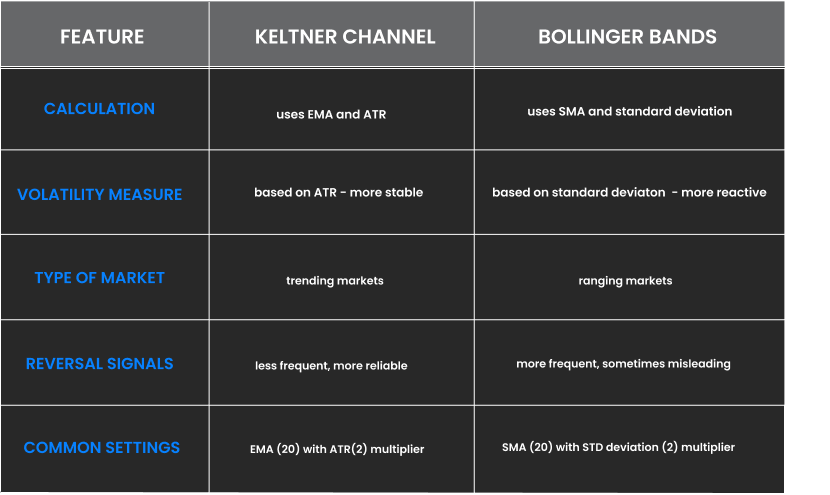 FEATURE KELTNER CHANNEL BOLLINGER BANDS
CALCULATION uses EMA and ATR uses SMA and standard deviation
VOLATILITY MEASURE based on ATR - more stable based on standard deviaton - more reactive
TYPE OF MARKET trending markets ranging markets
REVERSAL SIGNALS less frequent, more reliable more frequent, sometimes misleading
COMMON SETTINGS EMA (20) with ATR(2) multiplier SMA (20) with STD deviation (2) multiplier